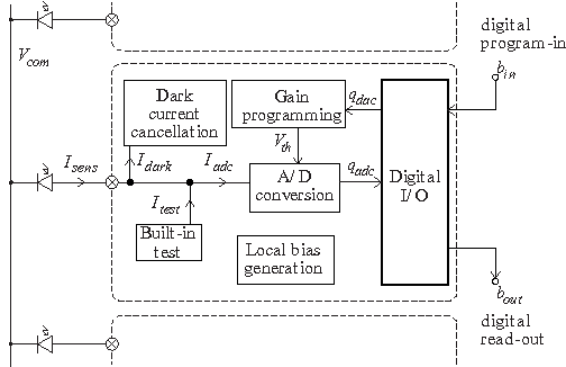 digital
program-in
b_in
V_com
Dark
current
cancellation
Gain
programming
q_dac
V_th
I_sens
I_dark
I_adc
A/D
conversion
q_adc
Digital
I/O
I_test
Built-in
test
Local bias
generation
b_out
digital
read-out